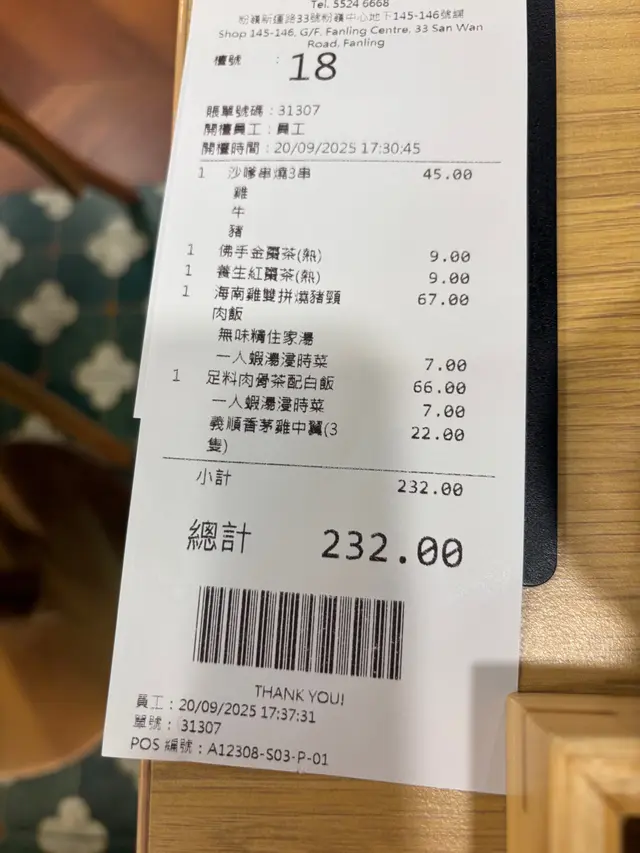 Tel. 5524 6668
粉嶺新運路33號粉嶺中心地下145-146號舖
Shop 145-146, G/F, Fanling Centre, 33 San Wan
Road, Fanling
檯號 : 18
賬單號碼 : 31307
開檯員工 : 員工
開檯時間 : 20/09/2025 17:30:45
1 沙嗲串燒3串 45.00
雞
牛
豬
1 佛手金棗茶(熱) 9.00
1 養生紅棗茶(熱) 9.00
1 海南雞雙拼燒豬頸 67.00
肉飯
無味精住家湯
一人蝦湯浸時菜 7.00
1 足料肉骨茶配白飯 66.00
一人蝦湯浸時菜 7.00
義順香茅雞中翼(3 22.00
隻)
小計 232.00
總計 232.00
THANK YOU!
員工 : 20/09/2025 17:37:31
單號 : 31307
POS 編號 : A12308-S03-P-01